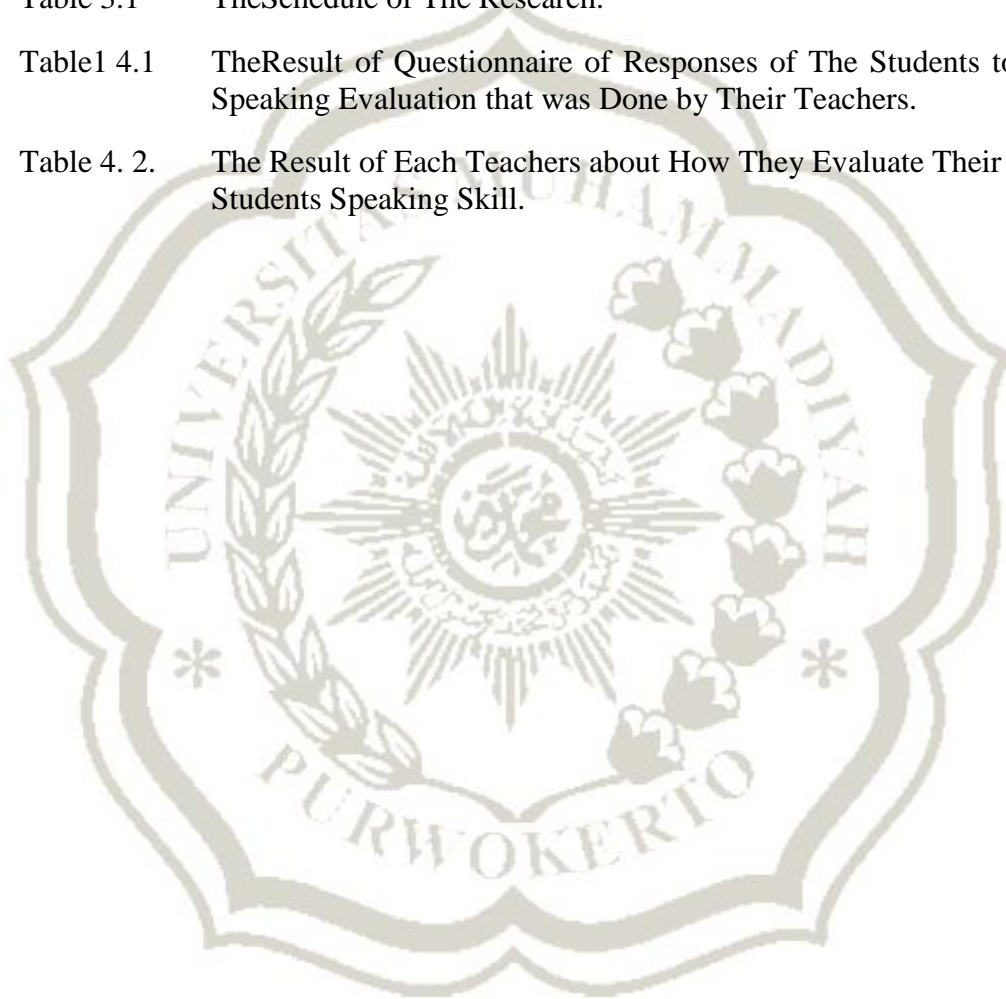 Table 3.1 TheSchedule of The Research.
Table1 4.1 TheResult of Questionnaire of Responses of The Students to
Speaking Evaluation that was Done by Their Teachers.
Table 4. 2. The Result of Each Teachers about How They Evaluate Their
Students Speaking Skill.
UNIVERSITAS MUHAMMADIYAH
PURWOKERTO